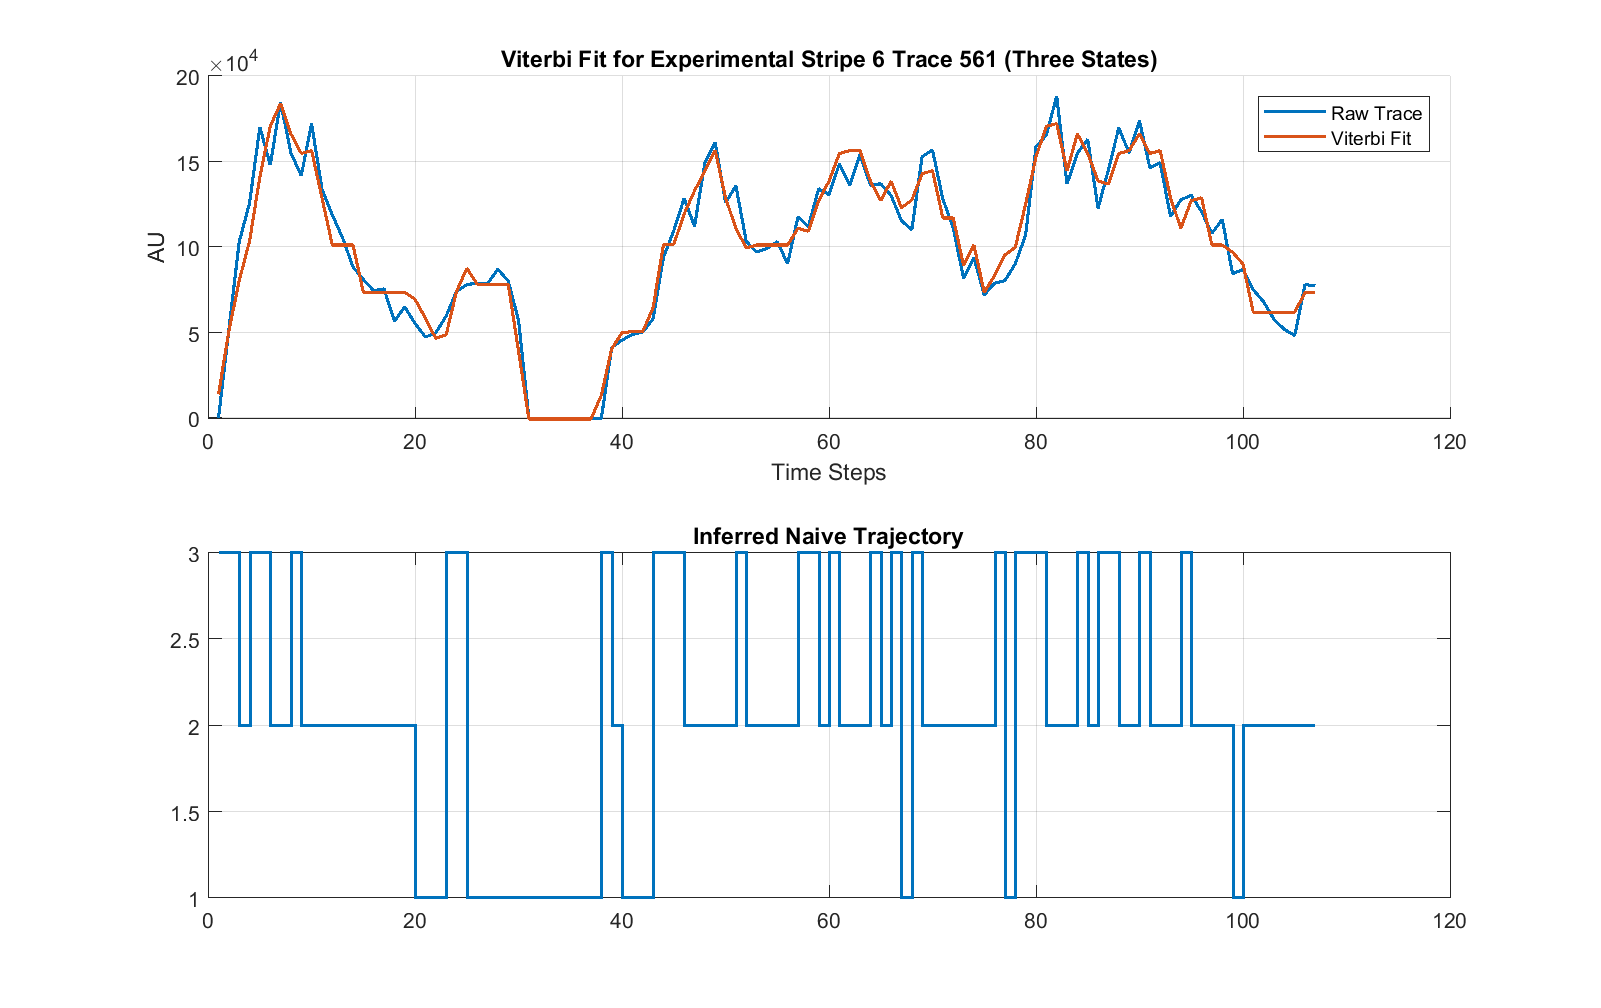 Viterbi Fit for Experimental Stripe 6 Trace 561 (Three States)
×10⁴
20
15
10
5
0
AU
Raw Trace
Viterbi Fit
0 20 40 60 80 100 120
Time Steps
Inferred Naive Trajectory
3
2.5
2
1.5
1
0 20 40 60 80 100 120